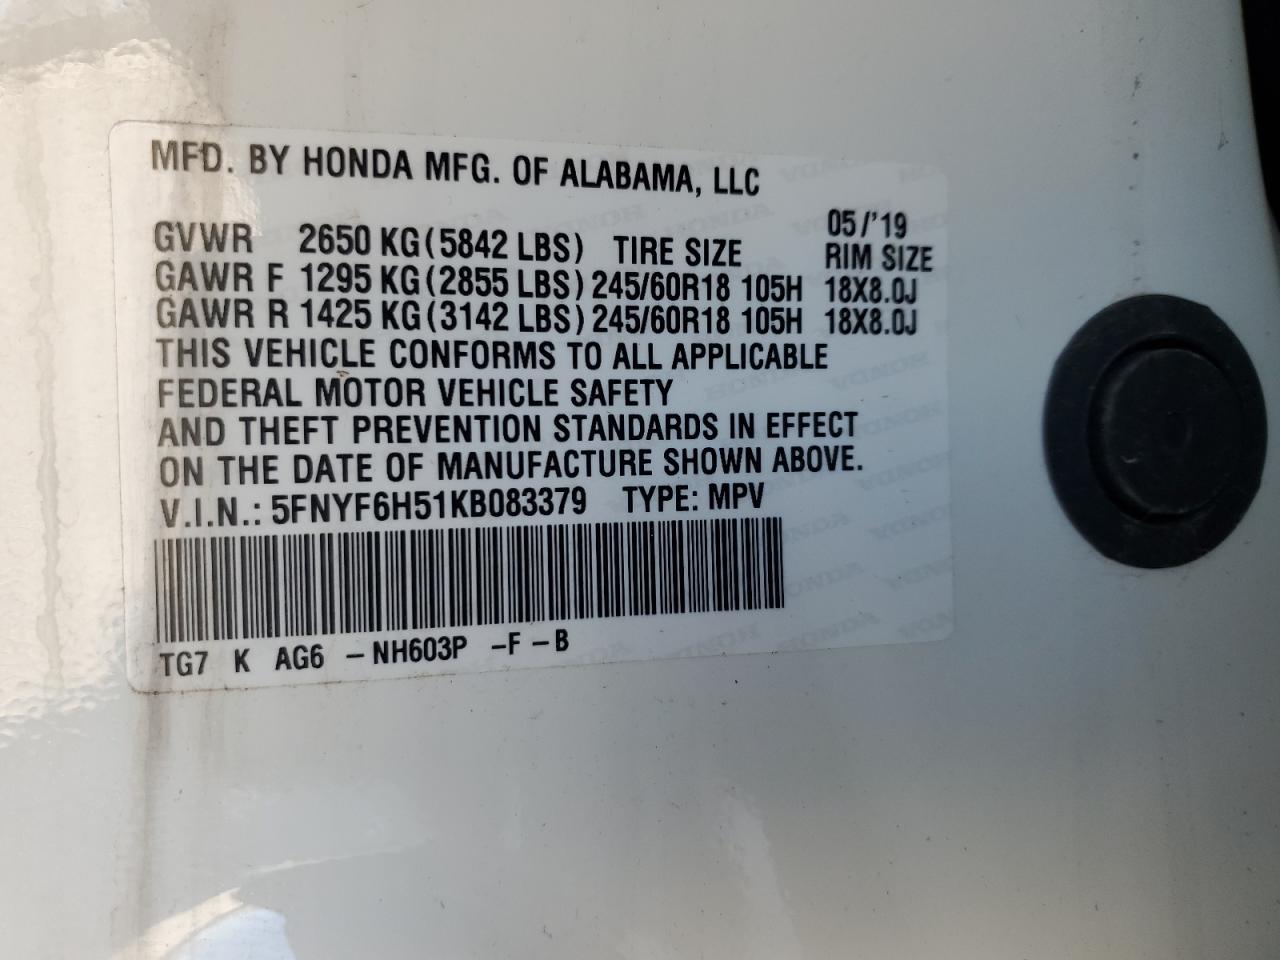 MFD. BY HONDA MFG. OF ALABAMA, LLC
05/'19
GVWR 2650 KG(5842 LBS) TIRE SIZE RIM SIZE
GAWR F 1295 KG(2855 LBS) 245/60R18 105H 18X8.0J
GAWR R 1425 KG(3142 LBS) 245/60R18 105H 18X8.0J
THIS VEHICLE CONFORMS TO ALL APPLICABLE
FEDERAL MOTOR VEHICLE SAFETY
AND THEFT PREVENTION STANDARDS IN EFFECT
ON THE DATE OF MANUFACTURE SHOWN ABOVE.
V.I.N.: 5FNYF6H51KB083379 TYPE: MPV
TG7 K AG6 -NH603P -F-B